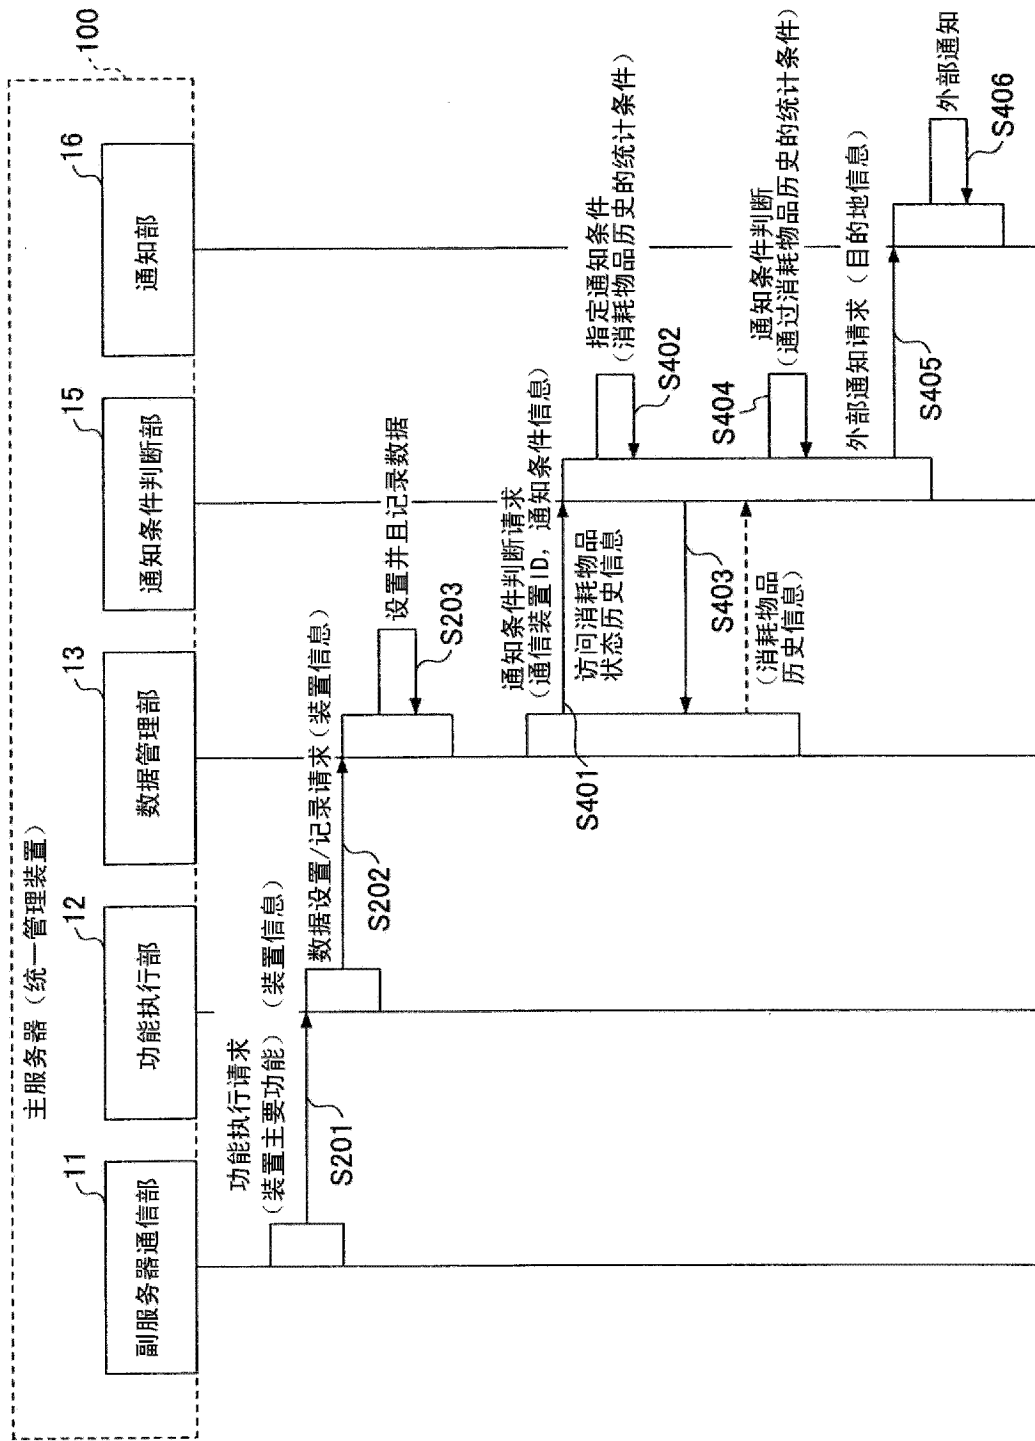 主服务器（统一管理装置）
100
11
副服务器通信部
12
功能执行部
13
数据管理部
15
通知条件判断部
16
通知部
功能执行请求
（装置主要功能）
（装置信息）
S201
数据设置/记录请求（装置信息）
S202
设置并且记录数据
S203
通知条件判断请求
（通信装置ID，通知条件信息）
S401
指定通知条件
（消耗物品历史的统计条件）
S402
访问消耗物品
状态历史信息
S403
（消耗物品
历史信息）
通知条件判断
（通过消耗物品历史的统计条件）
S404
外部通知请求（目的地信息）
S405
外部通知
S406